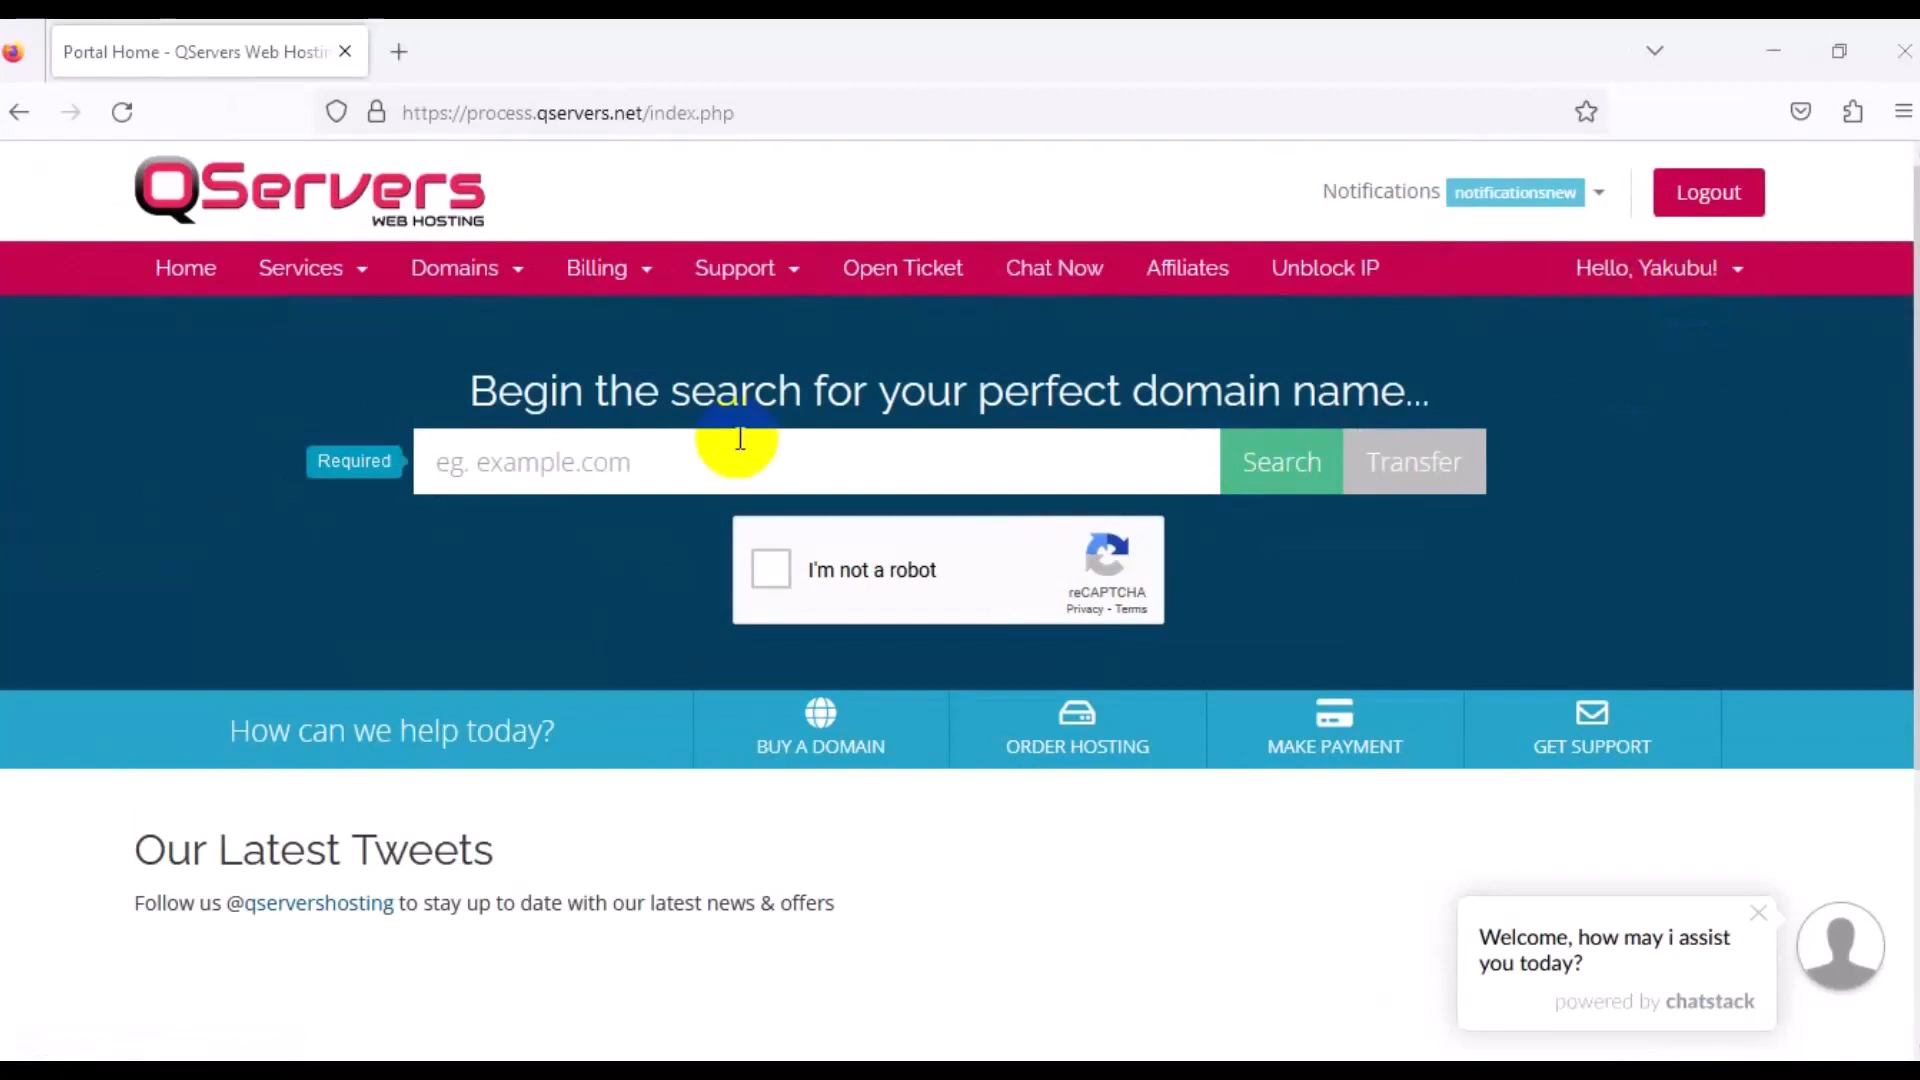 Portal Home - QServers Web Hostin
https://process.qservers.net/index.php
QServers
WEB HOSTING
Notifications notificationsnew
Logout
Home Services Domains Billing Support Open Ticket Chat Now Affiliates Unblock IP Hello, Yakubu!
Begin the search for your perfect domain name...
Required
eg. example.com
Search Transfer
I'm not a robot
reCAPTCHA
Privacy - Terms
How can we help today?
BUY A DOMAIN
ORDER HOSTING
MAKE PAYMENT
GET SUPPORT
Our Latest Tweets
Follow us @qservershosting to stay up to date with our latest news & offers
Welcome, how may i assist
you today?
powered by chatstack